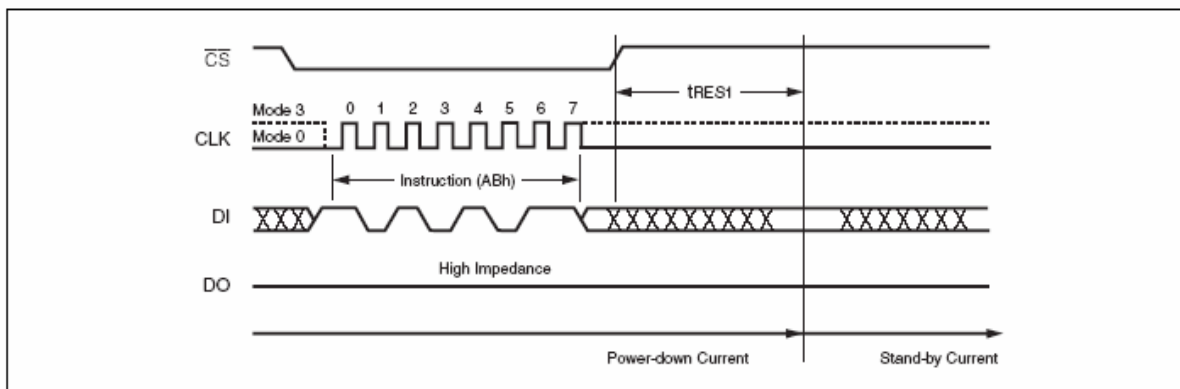 CS
tRES1
Mode 3 0 1 2 3 4 5 6 7
CLK
Mode 0
Instruction (ABh)
DI
High Impedance
DO
Power-down Current Stand-by Current